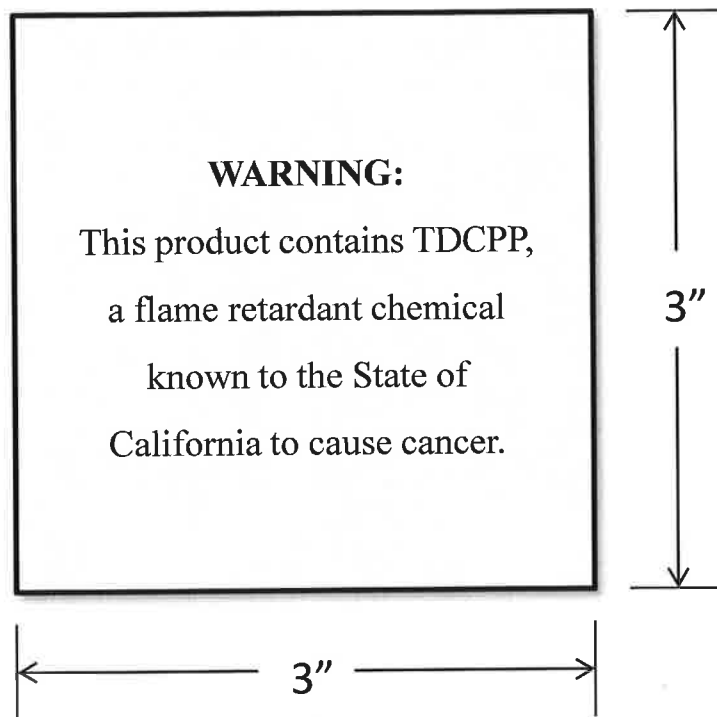 WARNING:
This product contains TDCPP,
a flame retardant chemical
known to the State of
California to cause cancer.
3”
3”